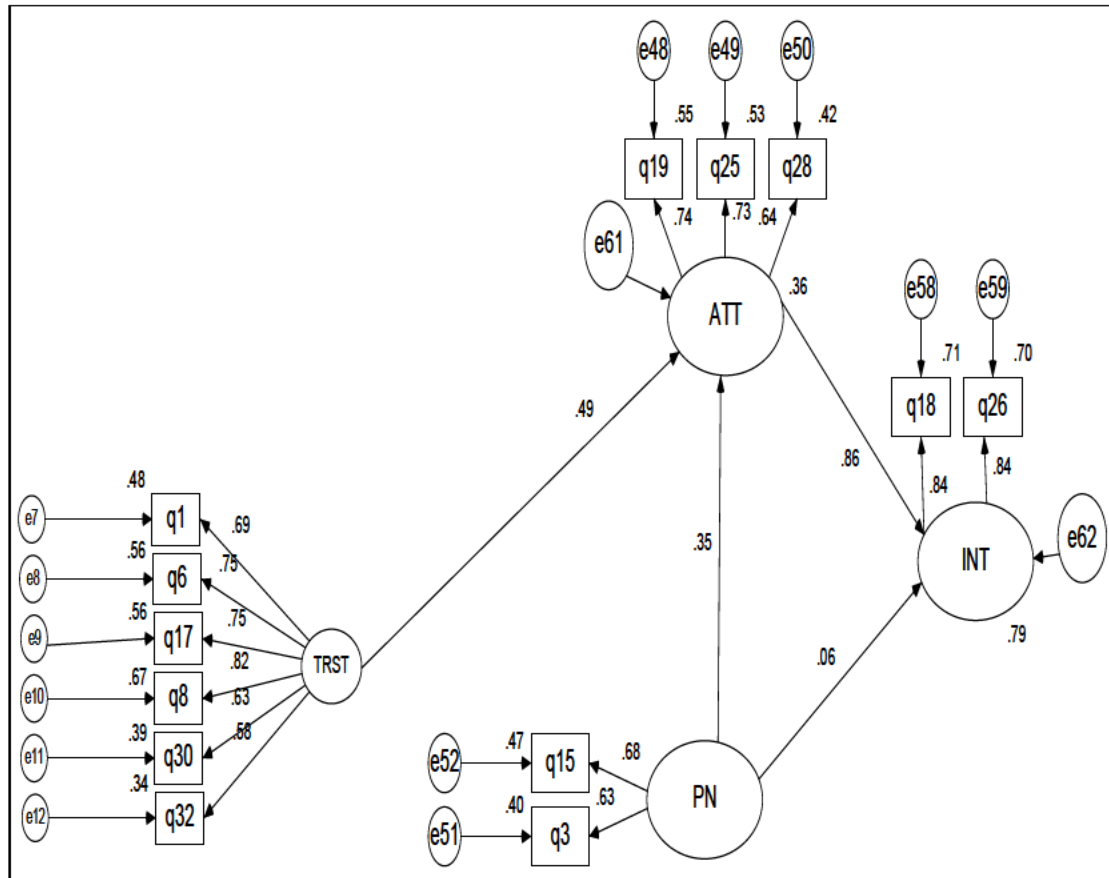 e48 e49 e50
.55 .53 .42
q19 q25 q28
.74 .73 .64
e61
ATT
.36
e58 e59
.71 .70
q18 q26
.84 .84
.49
.86
INT
e62
.79
.35
.06
.48
e7 q1 .69
.56
e8 q6 .75
.56
e9 q17 .75
TRST
.67
e10 q8 .82
.39
e11 q30 .63
.34
e12 q32 .58
.47
e52 q15 .68
PN
.40
e51 q3 .63